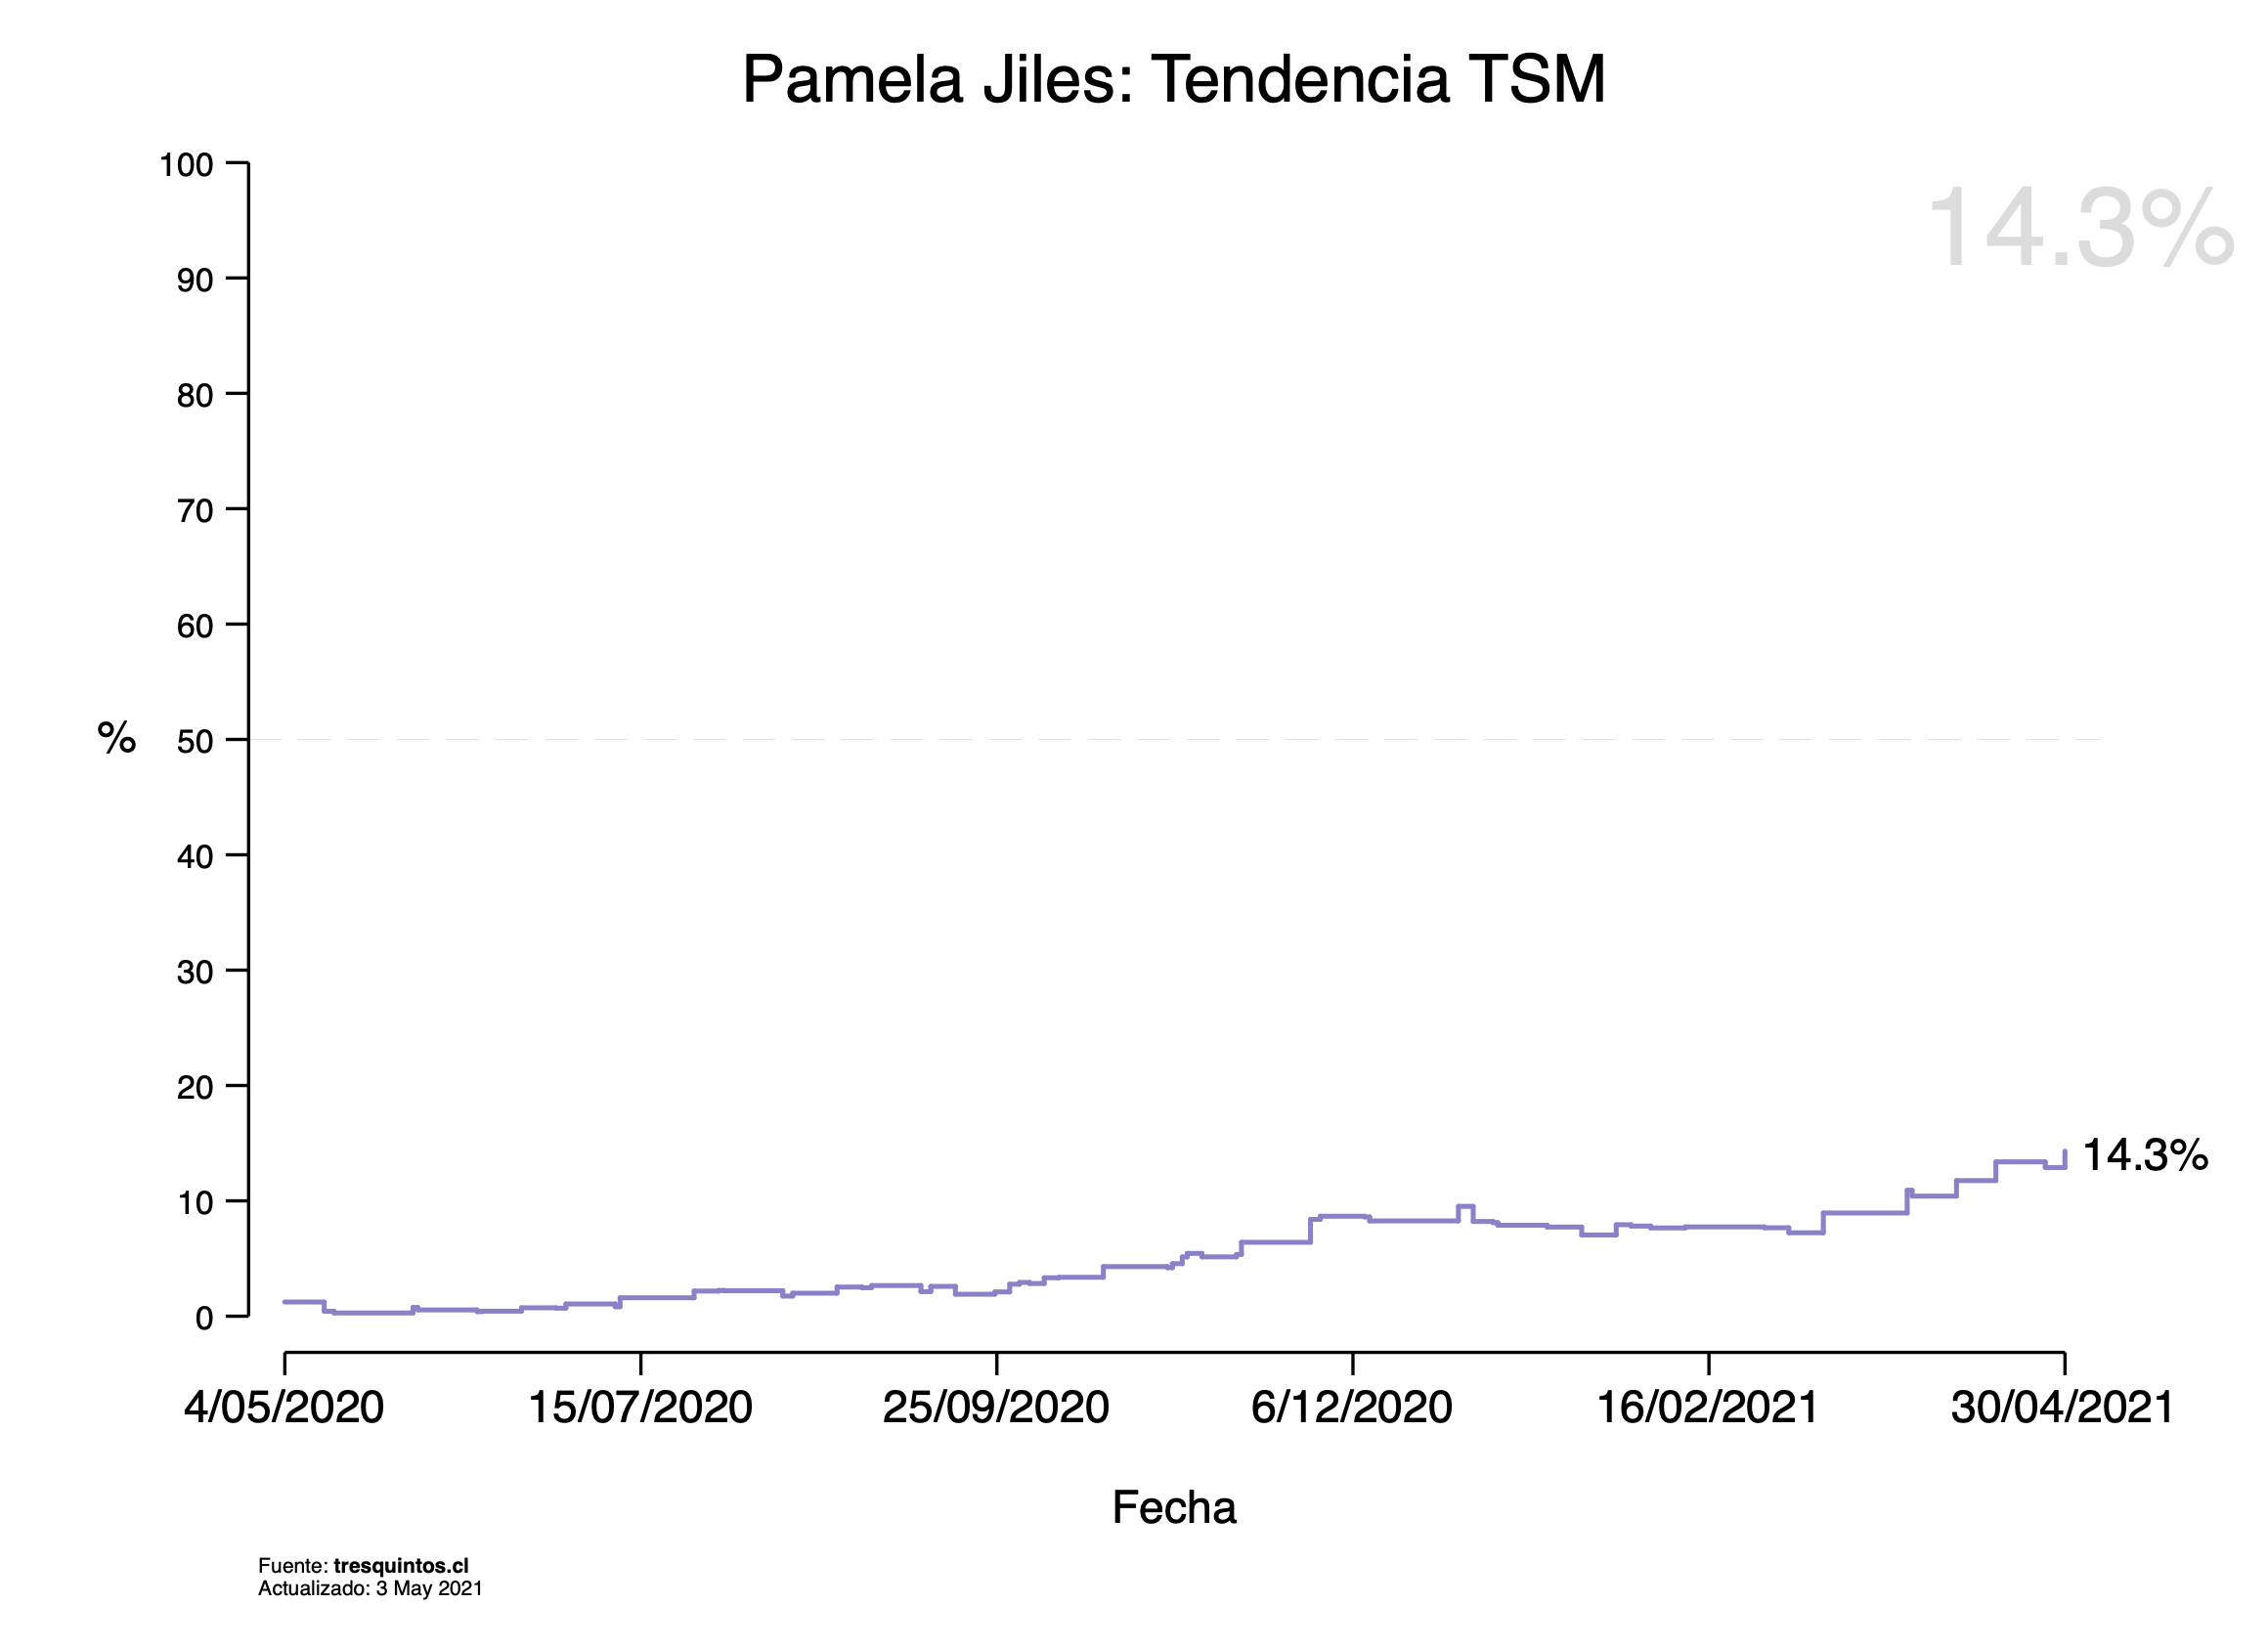 Pamela Jiles: Tendencia TSM
14.3%
100
90
80
70
60
% 50
40
30
20
10
0
14.3%
4/05/2020 15/07/2020 25/09/2020 6/12/2020 16/02/2021 30/04/2021
Fecha
Fuente: tresquintos.cl
Actualizado: 3 May 2021